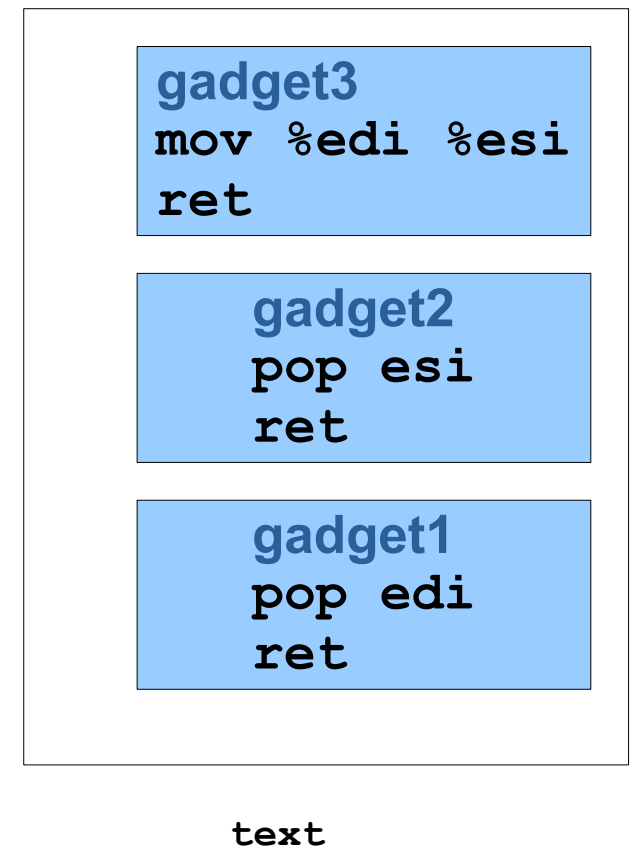 gadget3
mov %edi %esi
ret
gadget2
pop esi
ret
gadget1
pop edi
ret
text